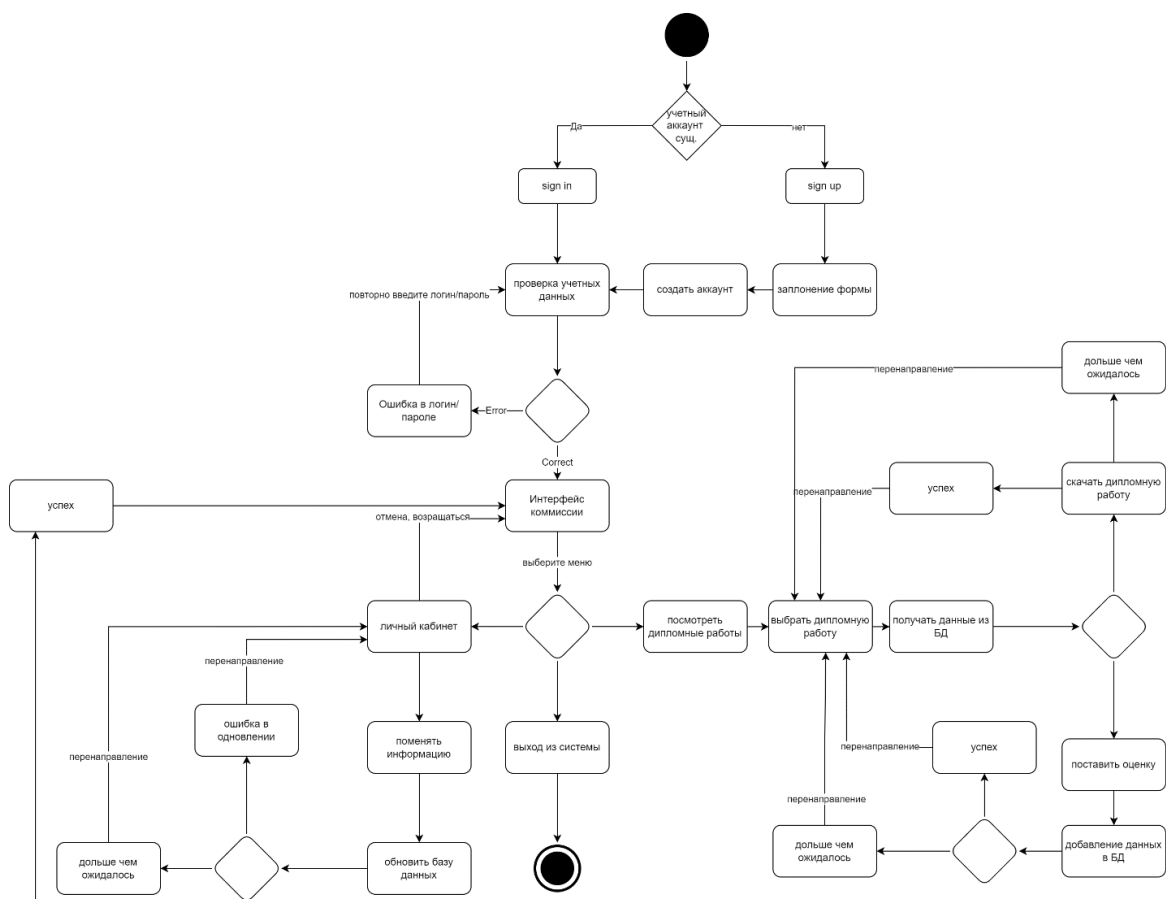 учетный
аккаунт
сущ.
Да
нет
sign in
sign up
проверка учетных
данных
создать аккаунт
заплонение формы
повторно введите логин/пароль
Ошибка в логин/
пароле
Error
Correct
дольше чем
ожидалось
перенаправление
скачать дипломную
работу
успех
перенаправление
успех
Интерфейс
коммиссии
отмена, возращаться
выберите меню
личный кабинет
посмотреть
дипломные работы
выбрать дипломную
работу
получать данные из
БД
перенаправление
ошибка в
одновлении
поменять
информацию
выход из системы
перенаправление
успех
перенаправление
поставить оценку
перенаправление
дольше чем
ожидалось
обновить базу
данных
дольше чем
ожидалось
добавление данных
в БД